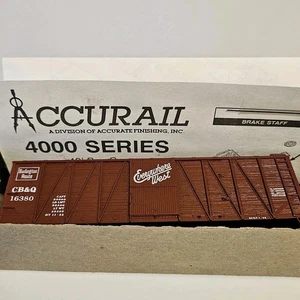 ACCURAIL
A DIVISION OF ACCURATE FINISHING, INC.
BRAKE STAFF
4000 SERIES
Burlington
Route
Everywhere
West
CB&Q
16380